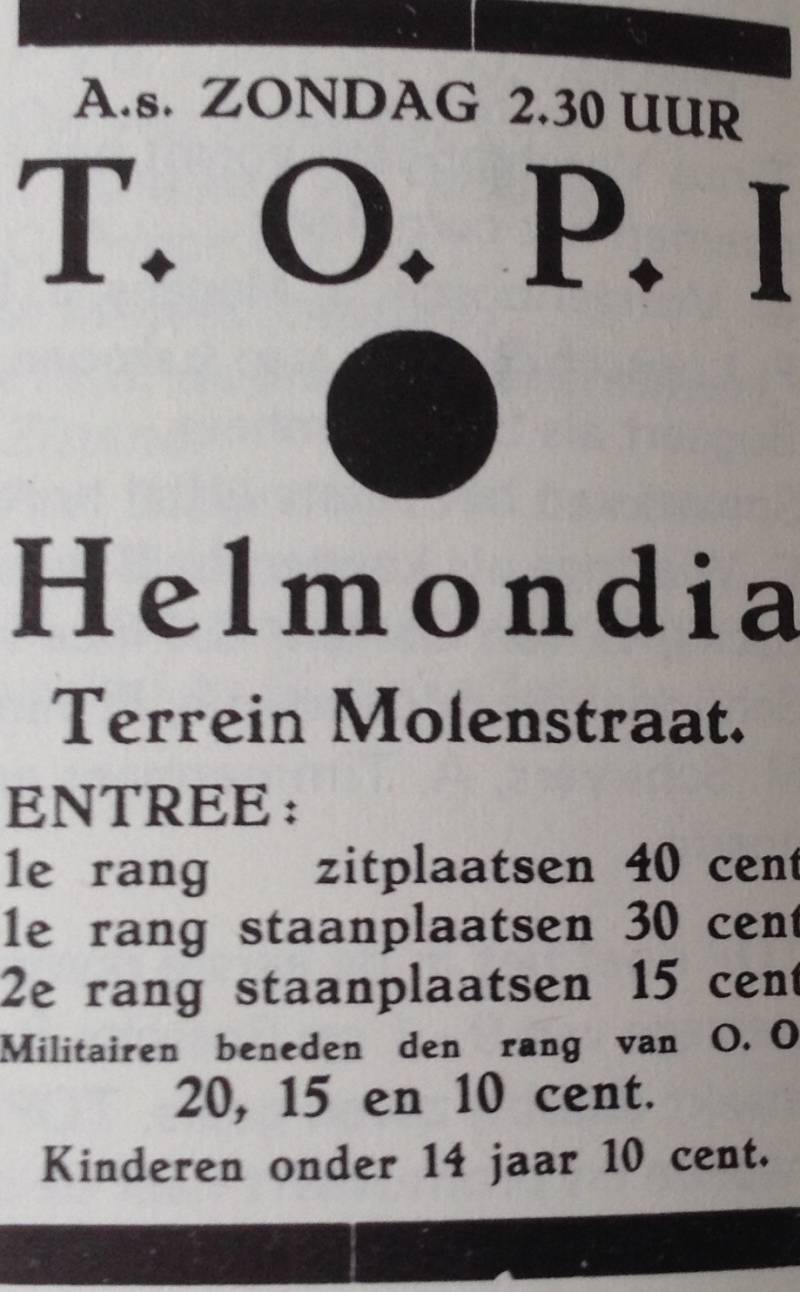 A.s. ZONDAG 2.30 UUR
T. O. P. I
Helmondia
Terrein Molenstraat.
ENTREE:
1e rang zitplaatsen 40 cent
1e rang staanplaatsen 30 cent
2e rang staanplaatsen 15 cent
Militairen beneden den rang van O. O
20, 15 en 10 cent.
Kinderen onder 14 jaar 10 cent.